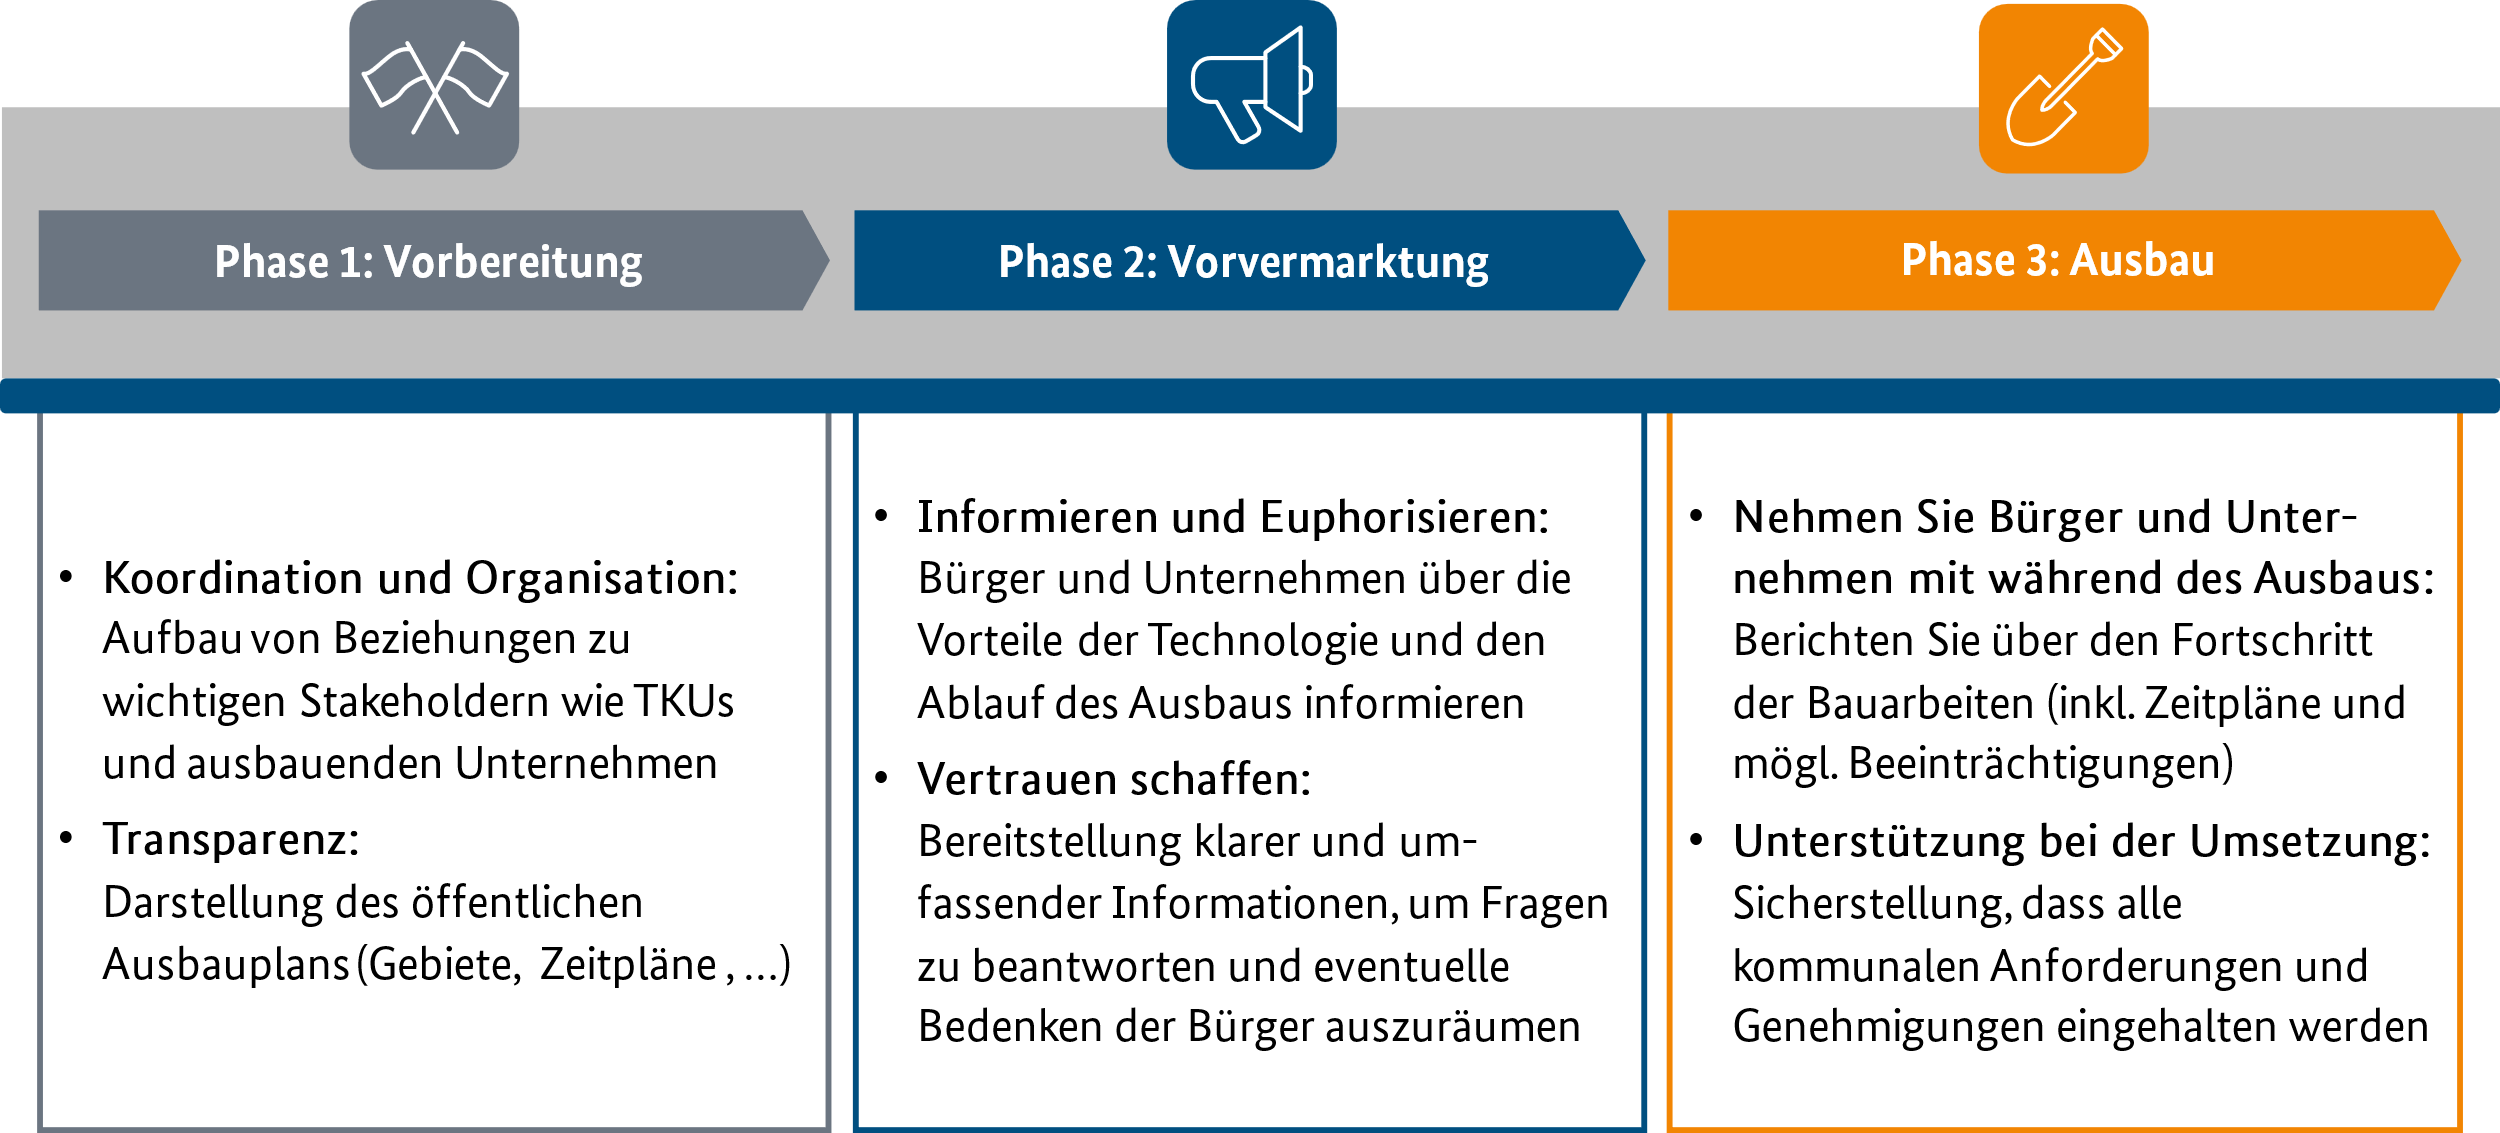 Phase 1: Vorbereitung
Phase 2: Vorvermarktung
Phase 3: Ausbau
• Koordination und Organisation:
Aufbau von Beziehungen zu
wichtigen Stakeholdern wie TKUs
und ausbauenden Unternehmen
• Transparenz:
Darstellung des öffentlichen
Ausbauplans (Gebiete, Zeitpläne , ...)
• Informieren und Euphorisieren:
Bürger und Unternehmen über die
Vorteile der Technologie und den
Ablauf des Ausbaus informieren
• Vertrauen schaffen:
Bereitstellung klarer und um-
fassender Informationen, um Fragen
zu beantworten und eventuelle
Bedenken der Bürger auszuräumen
• Nehmen Sie Bürger und Unter-
nehmen mit während des Ausbaus:
Berichten Sie über den Fortschritt
der Bauarbeiten (inkl. Zeitpläne und
mögl. Beeinträchtigungen)
• Unterstützung bei der Umsetzung:
Sicherstellung, dass alle
kommunalen Anforderungen und
Genehmigungen eingehalten werden